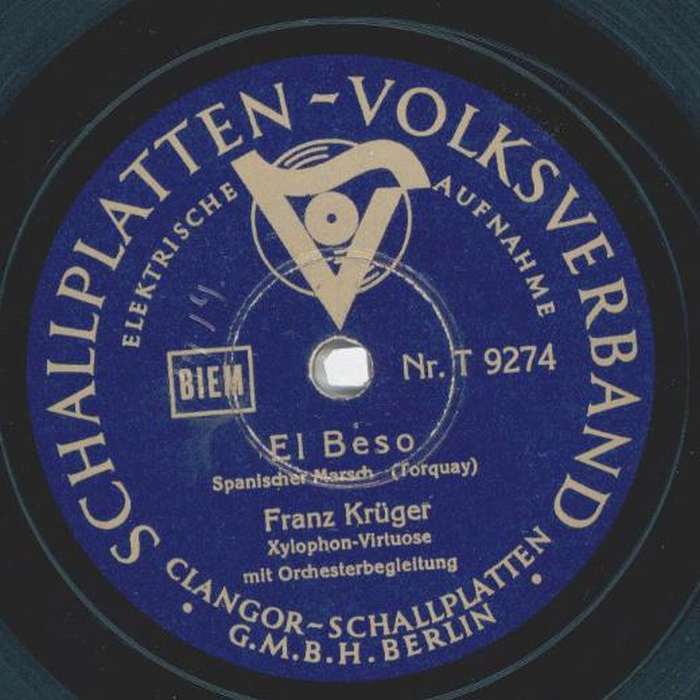 SCHALLPLATTEN-VOLKSVERBAND
ELEKTRISCHE AUFNAHME
BIEM
Nr. T 9274
El Beso
Spanischer Marsch (Torquay)
Franz Krüger
Xylophon-Virtuose
mit Orchesterbegleitung
CLANGOR-SCHALLPLATTEN
G.M.B.H. BERLIN